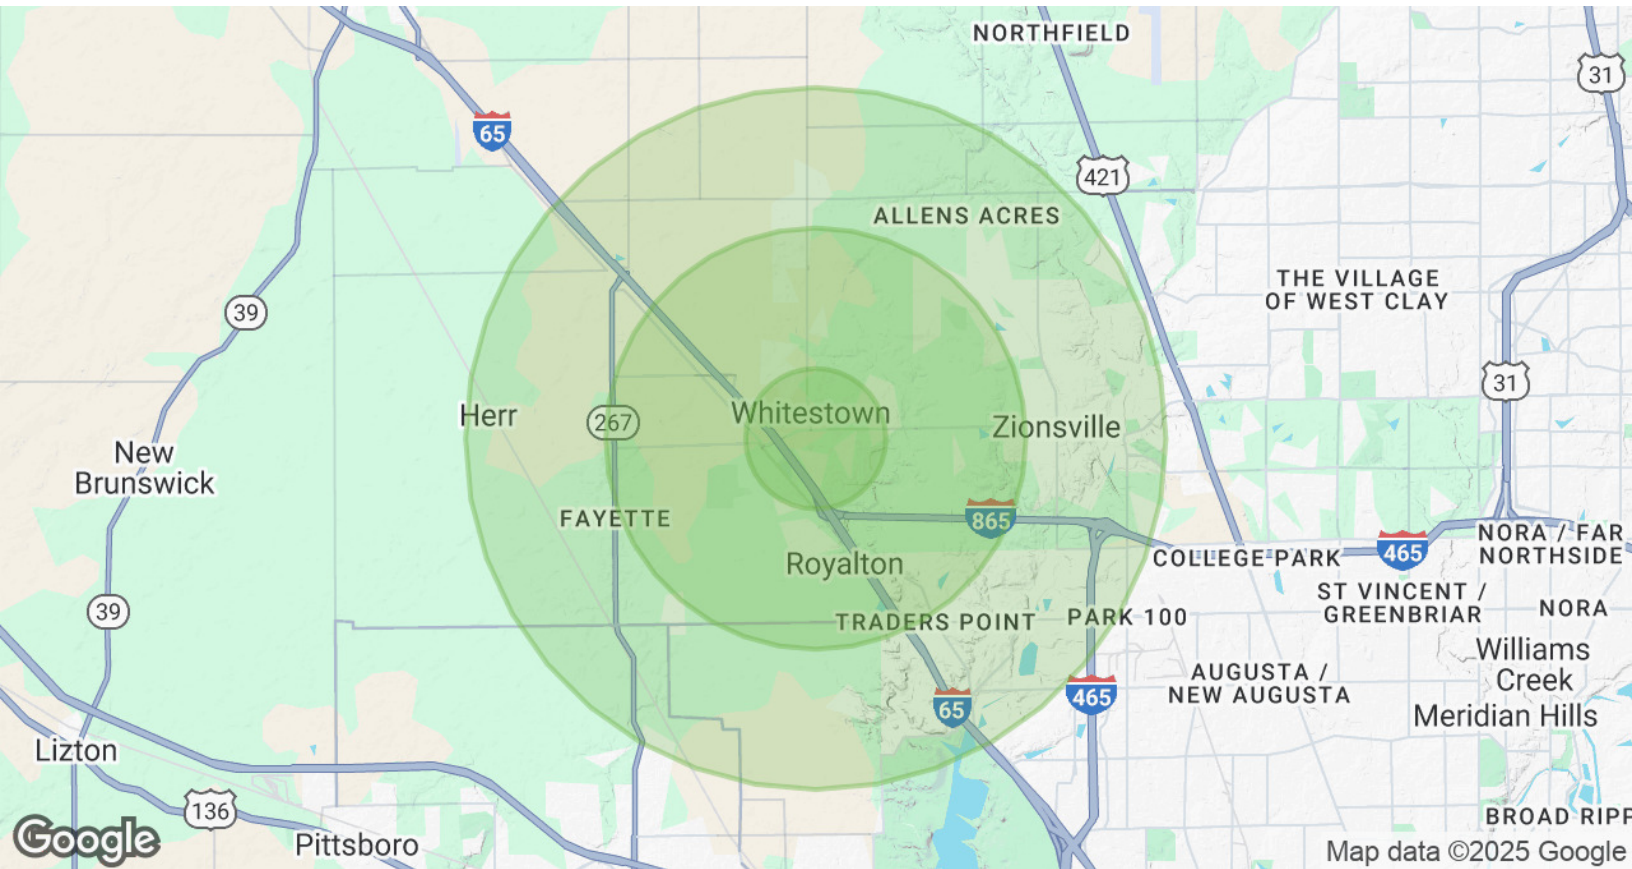 NORTHFIELD
31
65
421
ALLENS ACRES
THE VILLAGE
OF WEST CLAY
39
31
Whitestown
Herr
267
Zionsville
New
Brunswick
FAYETTE
865
NORA / FAR
NORTHSIDE
465
COLLEGE PARK
Royalton
ST VINCENT /
GREENBRIAR
NORA
39
TRADERS POINT
PARK 100
Williams
Creek
AUGUSTA /
NEW AUGUSTA
465
65
Meridian Hills
Lizton
136
BROAD RIPP
Pittsboro
Google
Map data ©2025 Google